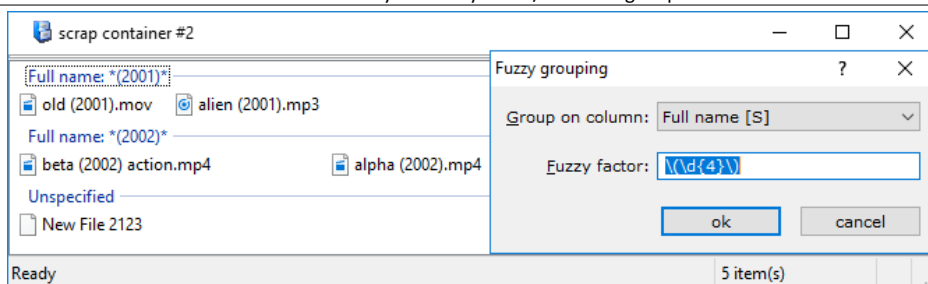 scrap container #2
Full name: *(2001)*
old (2001).mov alien (2001).mp3
Full name: *(2002)*
beta (2002) action.mp4 alpha (2002).mp4
Unspecified
New File 2123
Ready 5 item(s)
Fuzzy grouping ?
Group on column: Full name [S]
Fuzzy factor: \(\d{4}\)
ok cancel